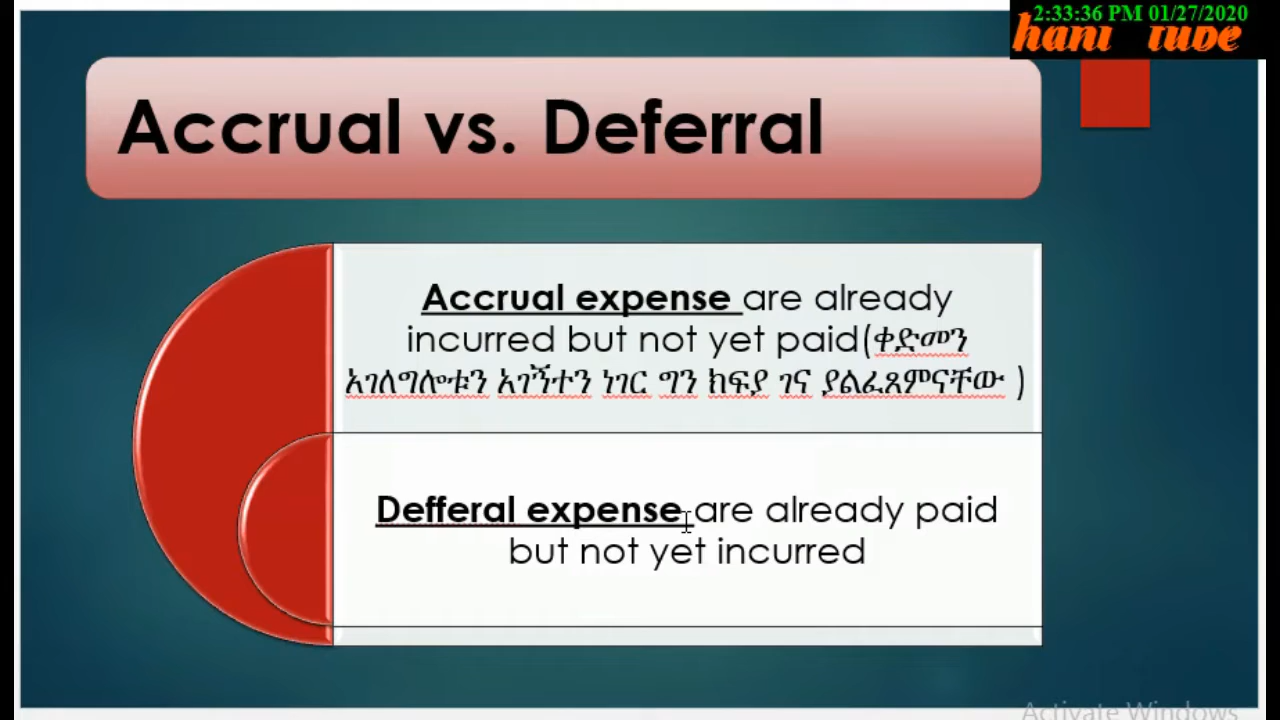 2:33:36 PM 01/27/2020
hani tube
Accrual vs. Deferral
Accrual expense are already
incurred but not yet paid(ቀድመን
አገለግሎቱን አገኝተን ነገር ግን ክፍያ ገና ያልፈጸምናቸው )
Defferal expense are already paid
but not yet incurred
Activate Windows